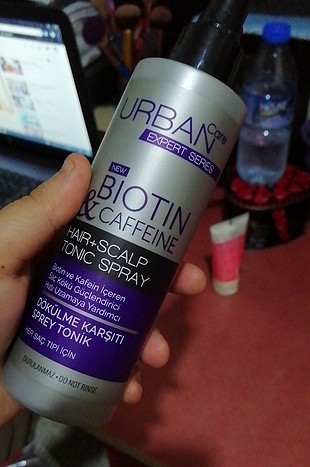 URBAN Care
EXPERT SERIES
NEW
BIOTIN
& CAFFEINE
HAIR+SCALP
TONIC SPRAY
Biotin ve Kafein İçeren
Saç Kökü Güçlendirici
Hızlı Uzamaya Yardımcı
DÖKÜLME KARŞITI
SPREY TONİK
HER SAÇ TİPİ İÇİN
DURULANMAZ • DO NOT RINSE